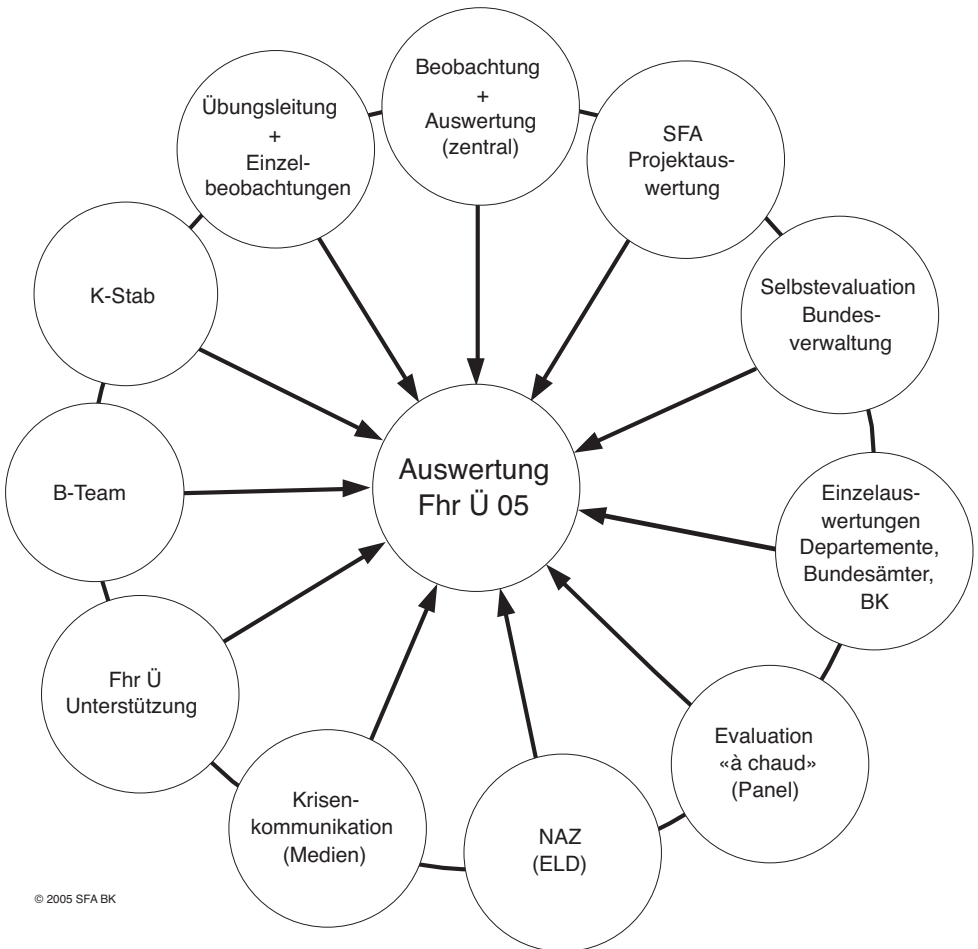 Beobachtung
+
Auswertung
(zentral)
SFA
Projektaus-
wertung
Selbstevaluation
Bundes-
verwaltung
Einzelaus-
wertungen
Departemente,
Bundesämter,
BK
Evaluation
«à chaud»
(Panel)
NAZ
(ELD)
Krisen-
kommunikation
(Medien)
Fhr Ü
Unterstützung
B-Team
K-Stab
Übungsleitung
+
Einzel-
beobachtungen
Auswertung
Fhr Ü 05
© 2005 SFA BK